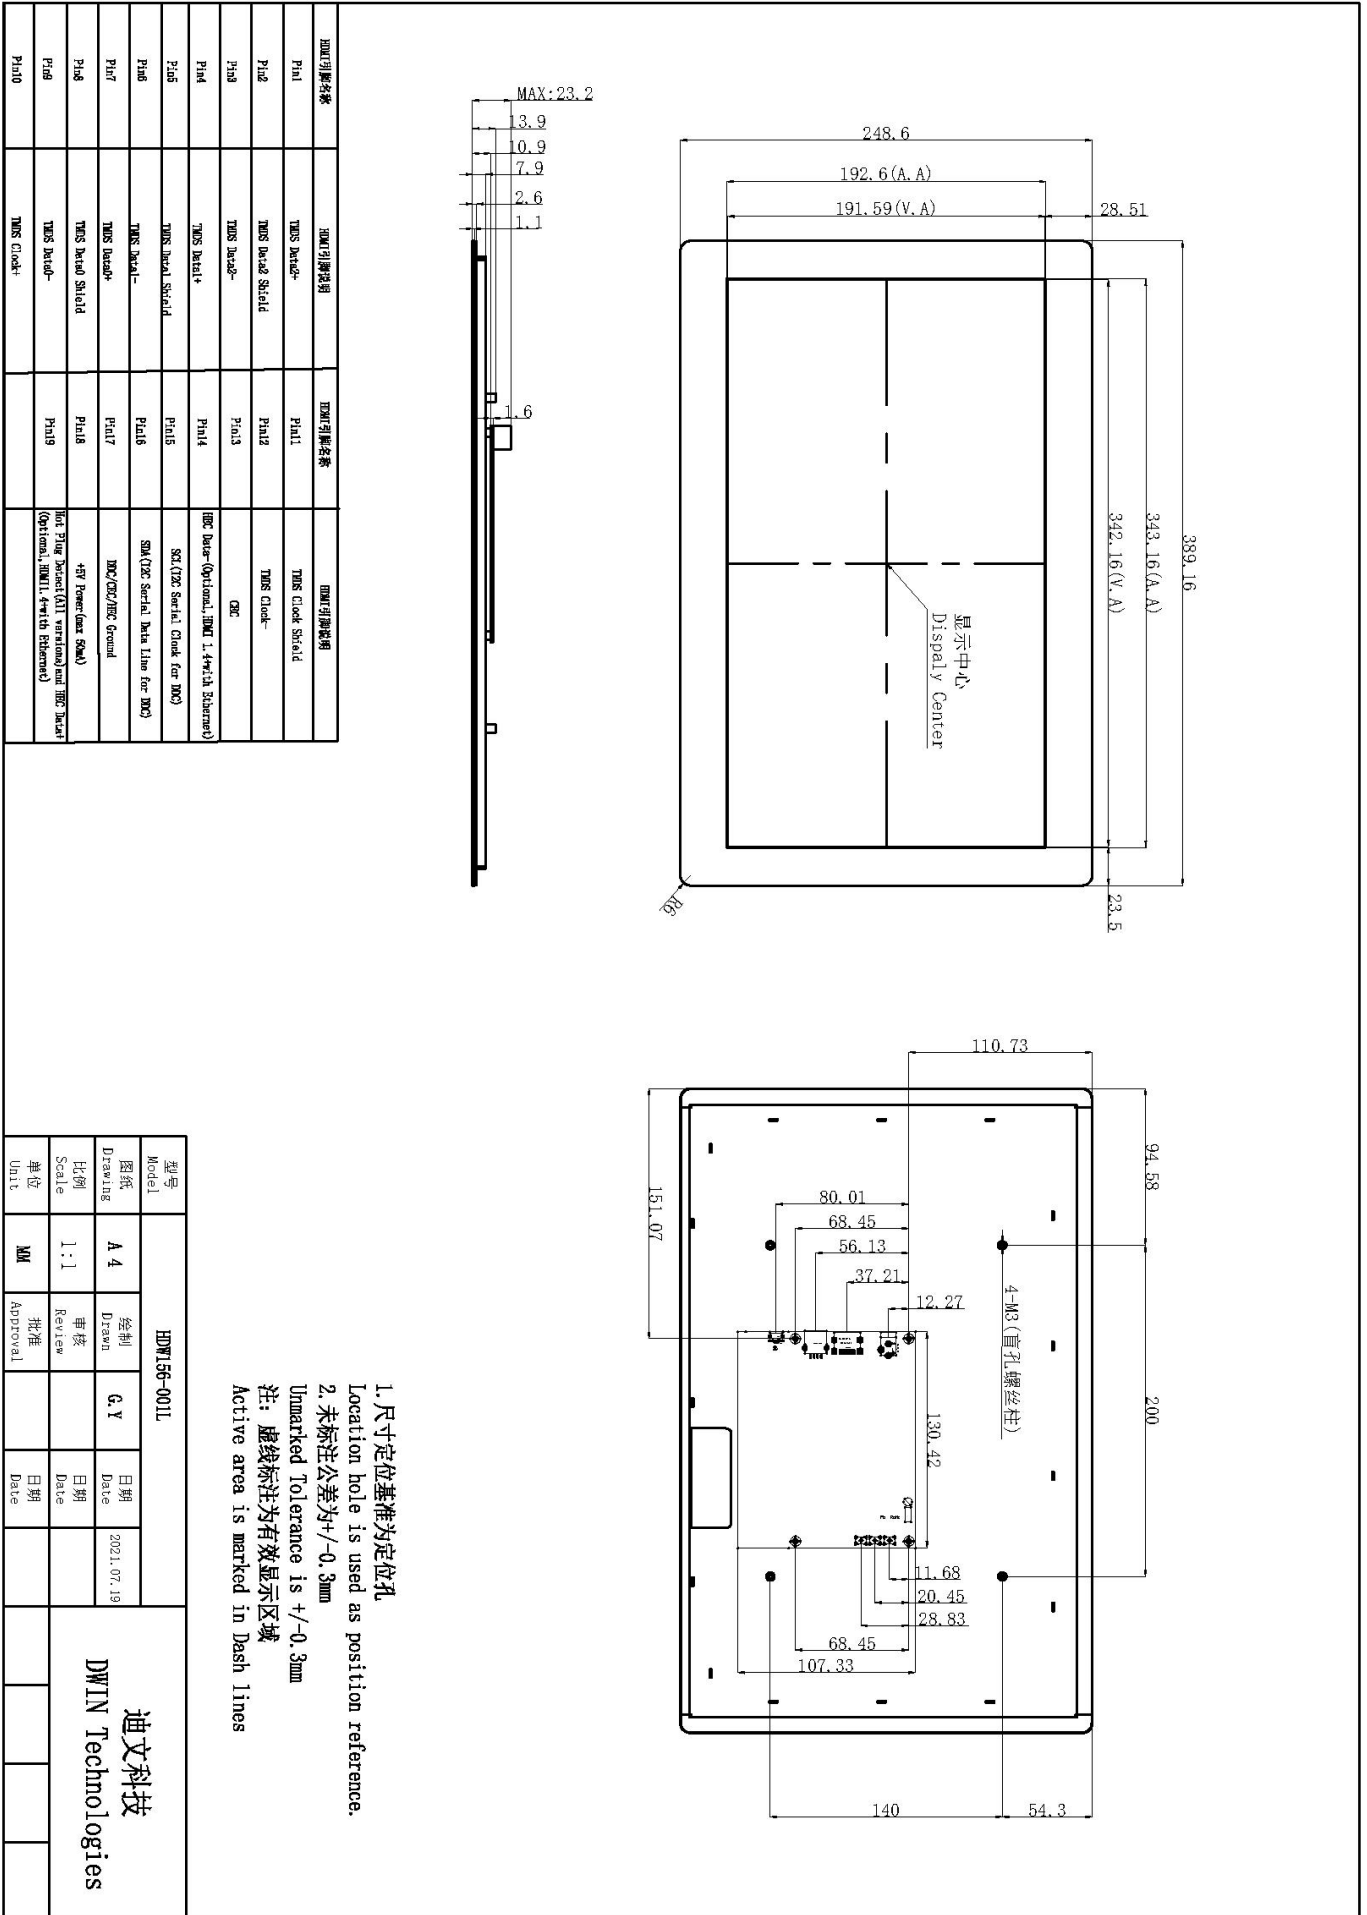 248.6
192.6(A.A)
191.59(V.A)
28.51
389.16
343.16(A.A)
342.16(V.A)
23.5
显示中心
Dispaly Center
R6
MAX:23.2
13.9
10.9
7.9
2.6
1.1
1.6
110.73
94.58
200
151.07
80.01
68.45
56.13
37.21
12.27
4-M3(盲孔螺丝柱)
130.42
11.68
20.45
28.83
68.45
107.33
140
54.3
HDMI引脚名称 HDMI引脚说明 HDMI引脚名称 HDMI引脚说明
Pin1 TMDS Data2+ Pin11 TMDS Clock Shield
Pin2 TMDS Data2 Shield Pin12 TMDS Clock-
Pin3 TMDS Data2- Pin13 CEC
Pin4 TMDS Data1+ Pin14 HEC Data-(Optional,HDMI 1.4+with Ethernet)
Pin5 TMDS Data1 Shield Pin15 SCL(I2C Serial Clock for DDC)
Pin6 TMDS Data1- Pin16 SDA(I2C Serial Data Line for DDC)
Pin7 TMDS Data0+ Pin17 DDC/CEC/HEC Ground
Pin8 TMDS Data0 Shield Pin18 +5V Power(max 50mA)
Pin9 TMDS Data0- Pin19 Hot Plug Detect(All versions)and HEC Data+
(Optional,HDMI1.4+with Ethernet)
Pin10 TMDS Clock+
1.尺寸定位基准为定位孔
Location hole is used as position reference.
2.未标注公差为+/-0.3mm
Unmarked Tolerance is +/-0.3mm
注:虚线标注为有效显示区域
Active area is marked in Dash lines
型号
Model
HDW156-001L
图纸
Drawing
A4
绘制
Drawn
G.Y
日期
Date
2021.07.19
比例
Scale
1:1
审核
Review
日期
Date
单位
Unit
MM
批准
Approval
日期
Date
迪文科技
DWIN Technologies